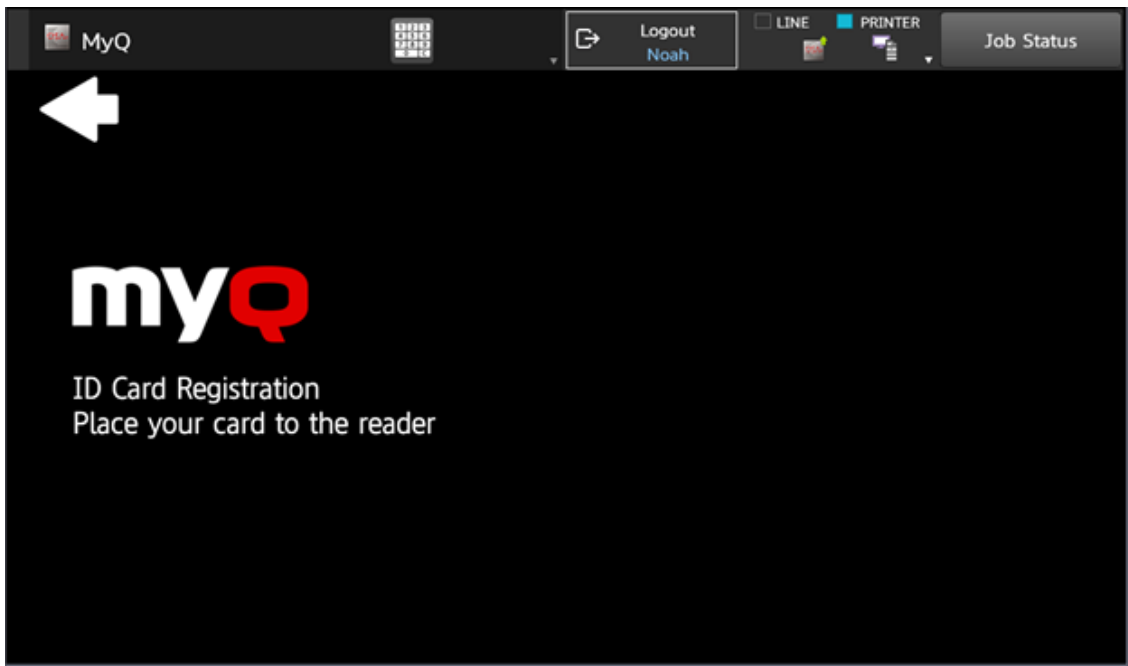 MyQ
Logout
Noah
LINE
PRINTER
Job Status
myQ
ID Card Registration
Place your card to the reader